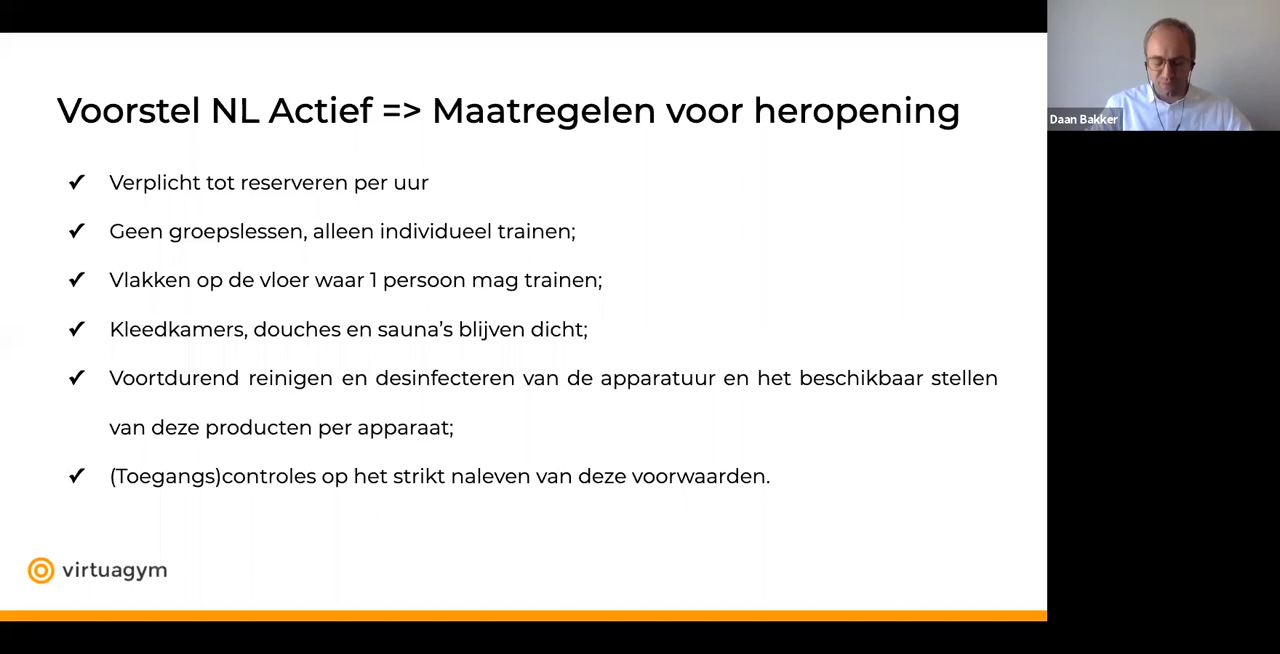 Voorstel NL Actief => Maatregelen voor heropening
✓ Verplicht tot reserveren per uur
✓ Geen groepslessen, alleen individueel trainen;
✓ Vlakken op de vloer waar 1 persoon mag trainen;
✓ Kleedkamers, douches en sauna’s blijven dicht;
✓ Voortdurend reinigen en desinfecteren van de apparatuur en het beschikbaar stellen
van deze producten per apparaat;
✓ (Toegangs)controles op het strikt naleven van deze voorwaarden.
virtuagym
Daan Bakker